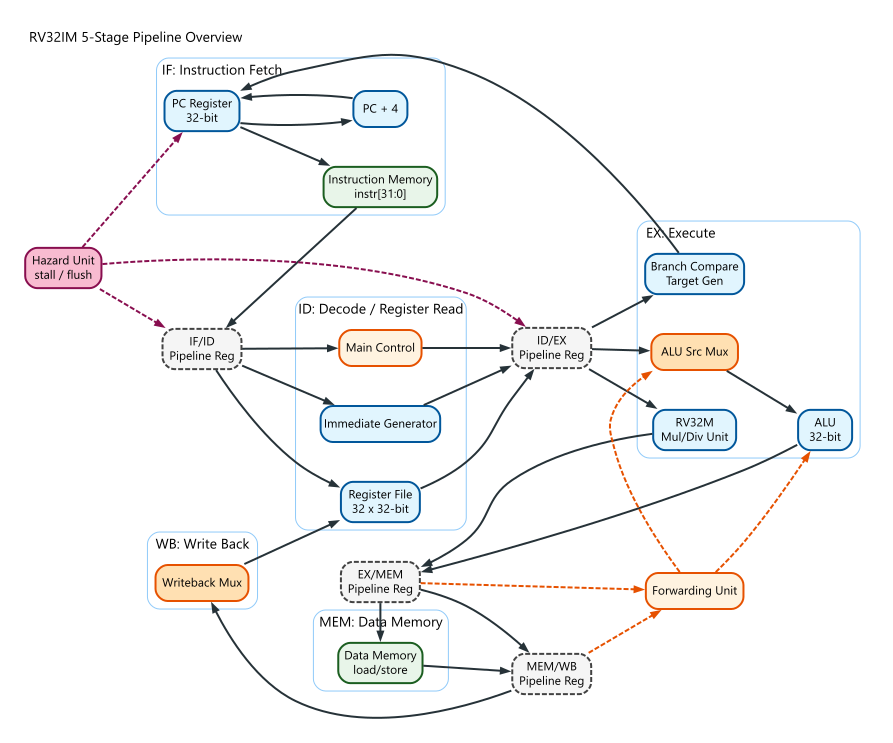 RV32IM 5-Stage Pipeline Overview
IF: Instruction Fetch
PC Register
32-bit
PC + 4
Instruction Memory
instr[31:0]
Hazard Unit
stall / flush
EX: Execute
Branch Compare
Target Gen
ID: Decode / Register Read
IF/ID
Pipeline Reg
Main Control
ID/EX
Pipeline Reg
ALU Src Mux
Immediate Generator
RV32M
Mul/Div Unit
ALU
32-bit
Register File
32 x 32-bit
WB: Write Back
Writeback Mux
EX/MEM
Pipeline Reg
Forwarding Unit
MEM: Data Memory
Data Memory
load/store
MEM/WB
Pipeline Reg